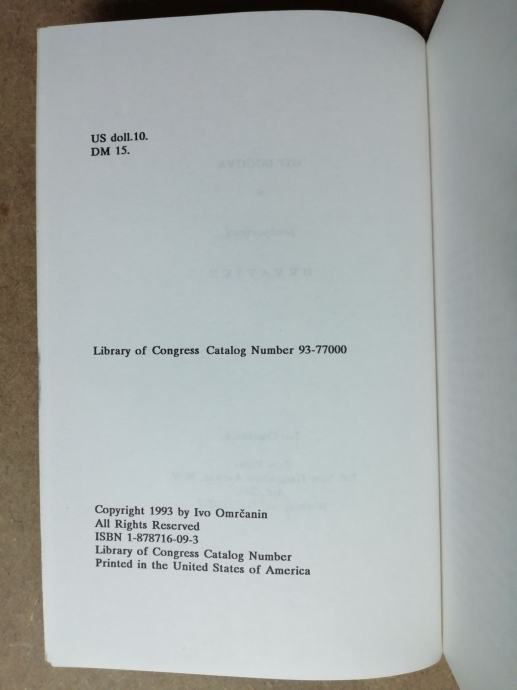 US doll.10.
DM 15.
Library of Congress Catalog Number 93-77000
Copyright 1993 by Ivo Omrčanin
All Rights Reserved
ISBN 1-878716-09-3
Library of Congress Catalog Number
Printed in the United States of America